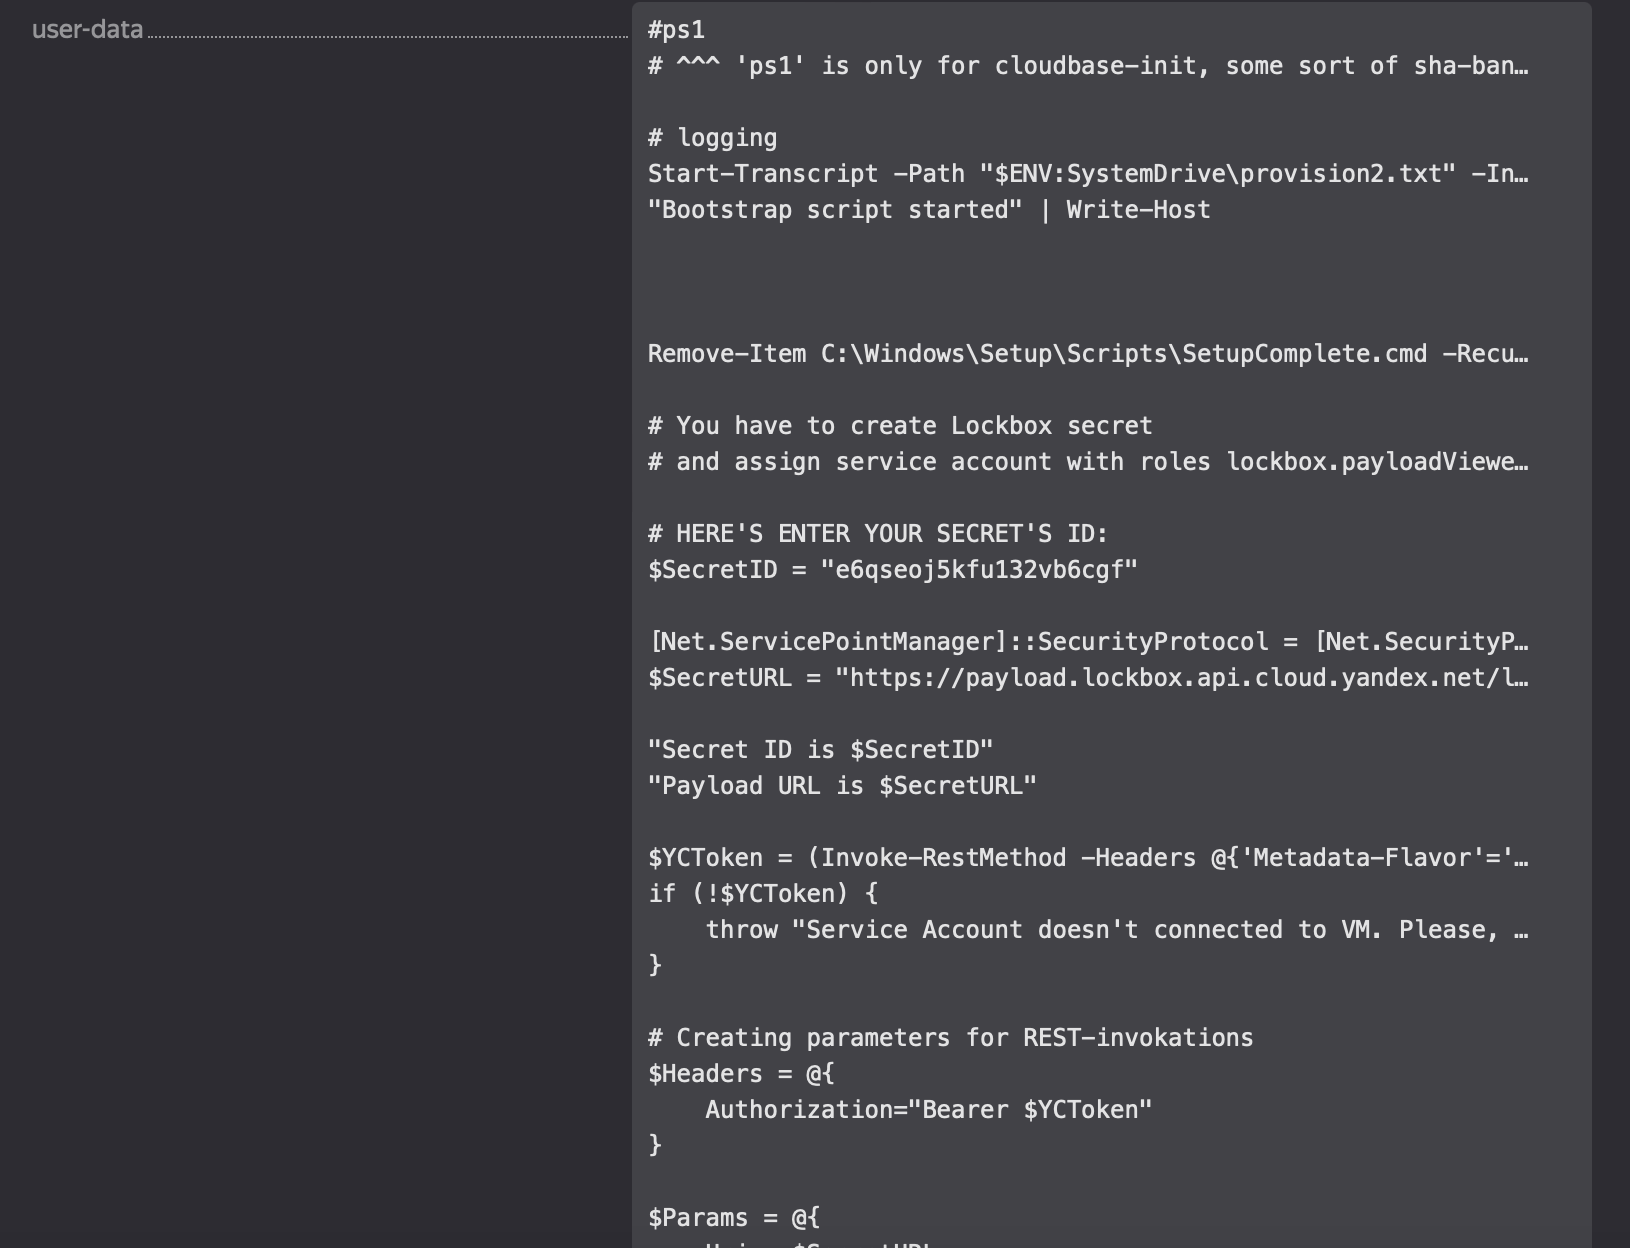 user-data
#ps1
# ^^^ 'ps1' is only for cloudbase-init, some sort of sha-ban…
# logging
Start-Transcript -Path "$ENV:SystemDrive\provision2.txt" -In…
"Bootstrap script started" | Write-Host
Remove-Item C:\Windows\Setup\Scripts\SetupComplete.cmd -Recu…
# You have to create Lockbox secret
# and assign service account with roles lockbox.payloadViewe…
# HERE'S ENTER YOUR SECRET'S ID:
$SecretID = "e6qseoj5kfu132vb6cgf"
[Net.ServicePointManager]::SecurityProtocol = [Net.SecurityP…
$SecretURL = "https://payload.lockbox.api.cloud.yandex.net/l…
"Secret ID is $SecretID"
"Payload URL is $SecretURL"
$YCToken = (Invoke-RestMethod -Headers @{'Metadata-Flavor'='…
if (!$YCToken) {
    throw "Service Account doesn't connected to VM. Please, …
}
# Creating parameters for REST-invokations
$Headers = @{
    Authorization="Bearer $YCToken"
}
$Params = @{